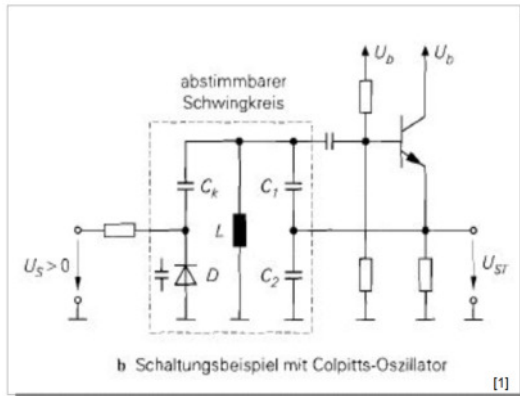 U_b U_b
abstimmbarer
Schwingkreis
C_k C_1
L
U_S>0 D C_2 U_ST
b Schaltungsbeispiel mit Colpitts-Oszillator
[1]